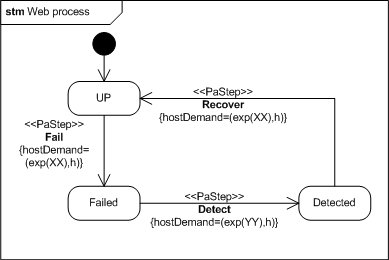 stm Web process
UP
<<PaStep>>
Recover
{hostDemand=(exp(XX),h)}
<<PaStep>>
Fail
{hostDemand=
(exp(XX),h)}
Failed
<<PaStep>>
Detect
{hostDemand=(exp(YY),h)}
Detected